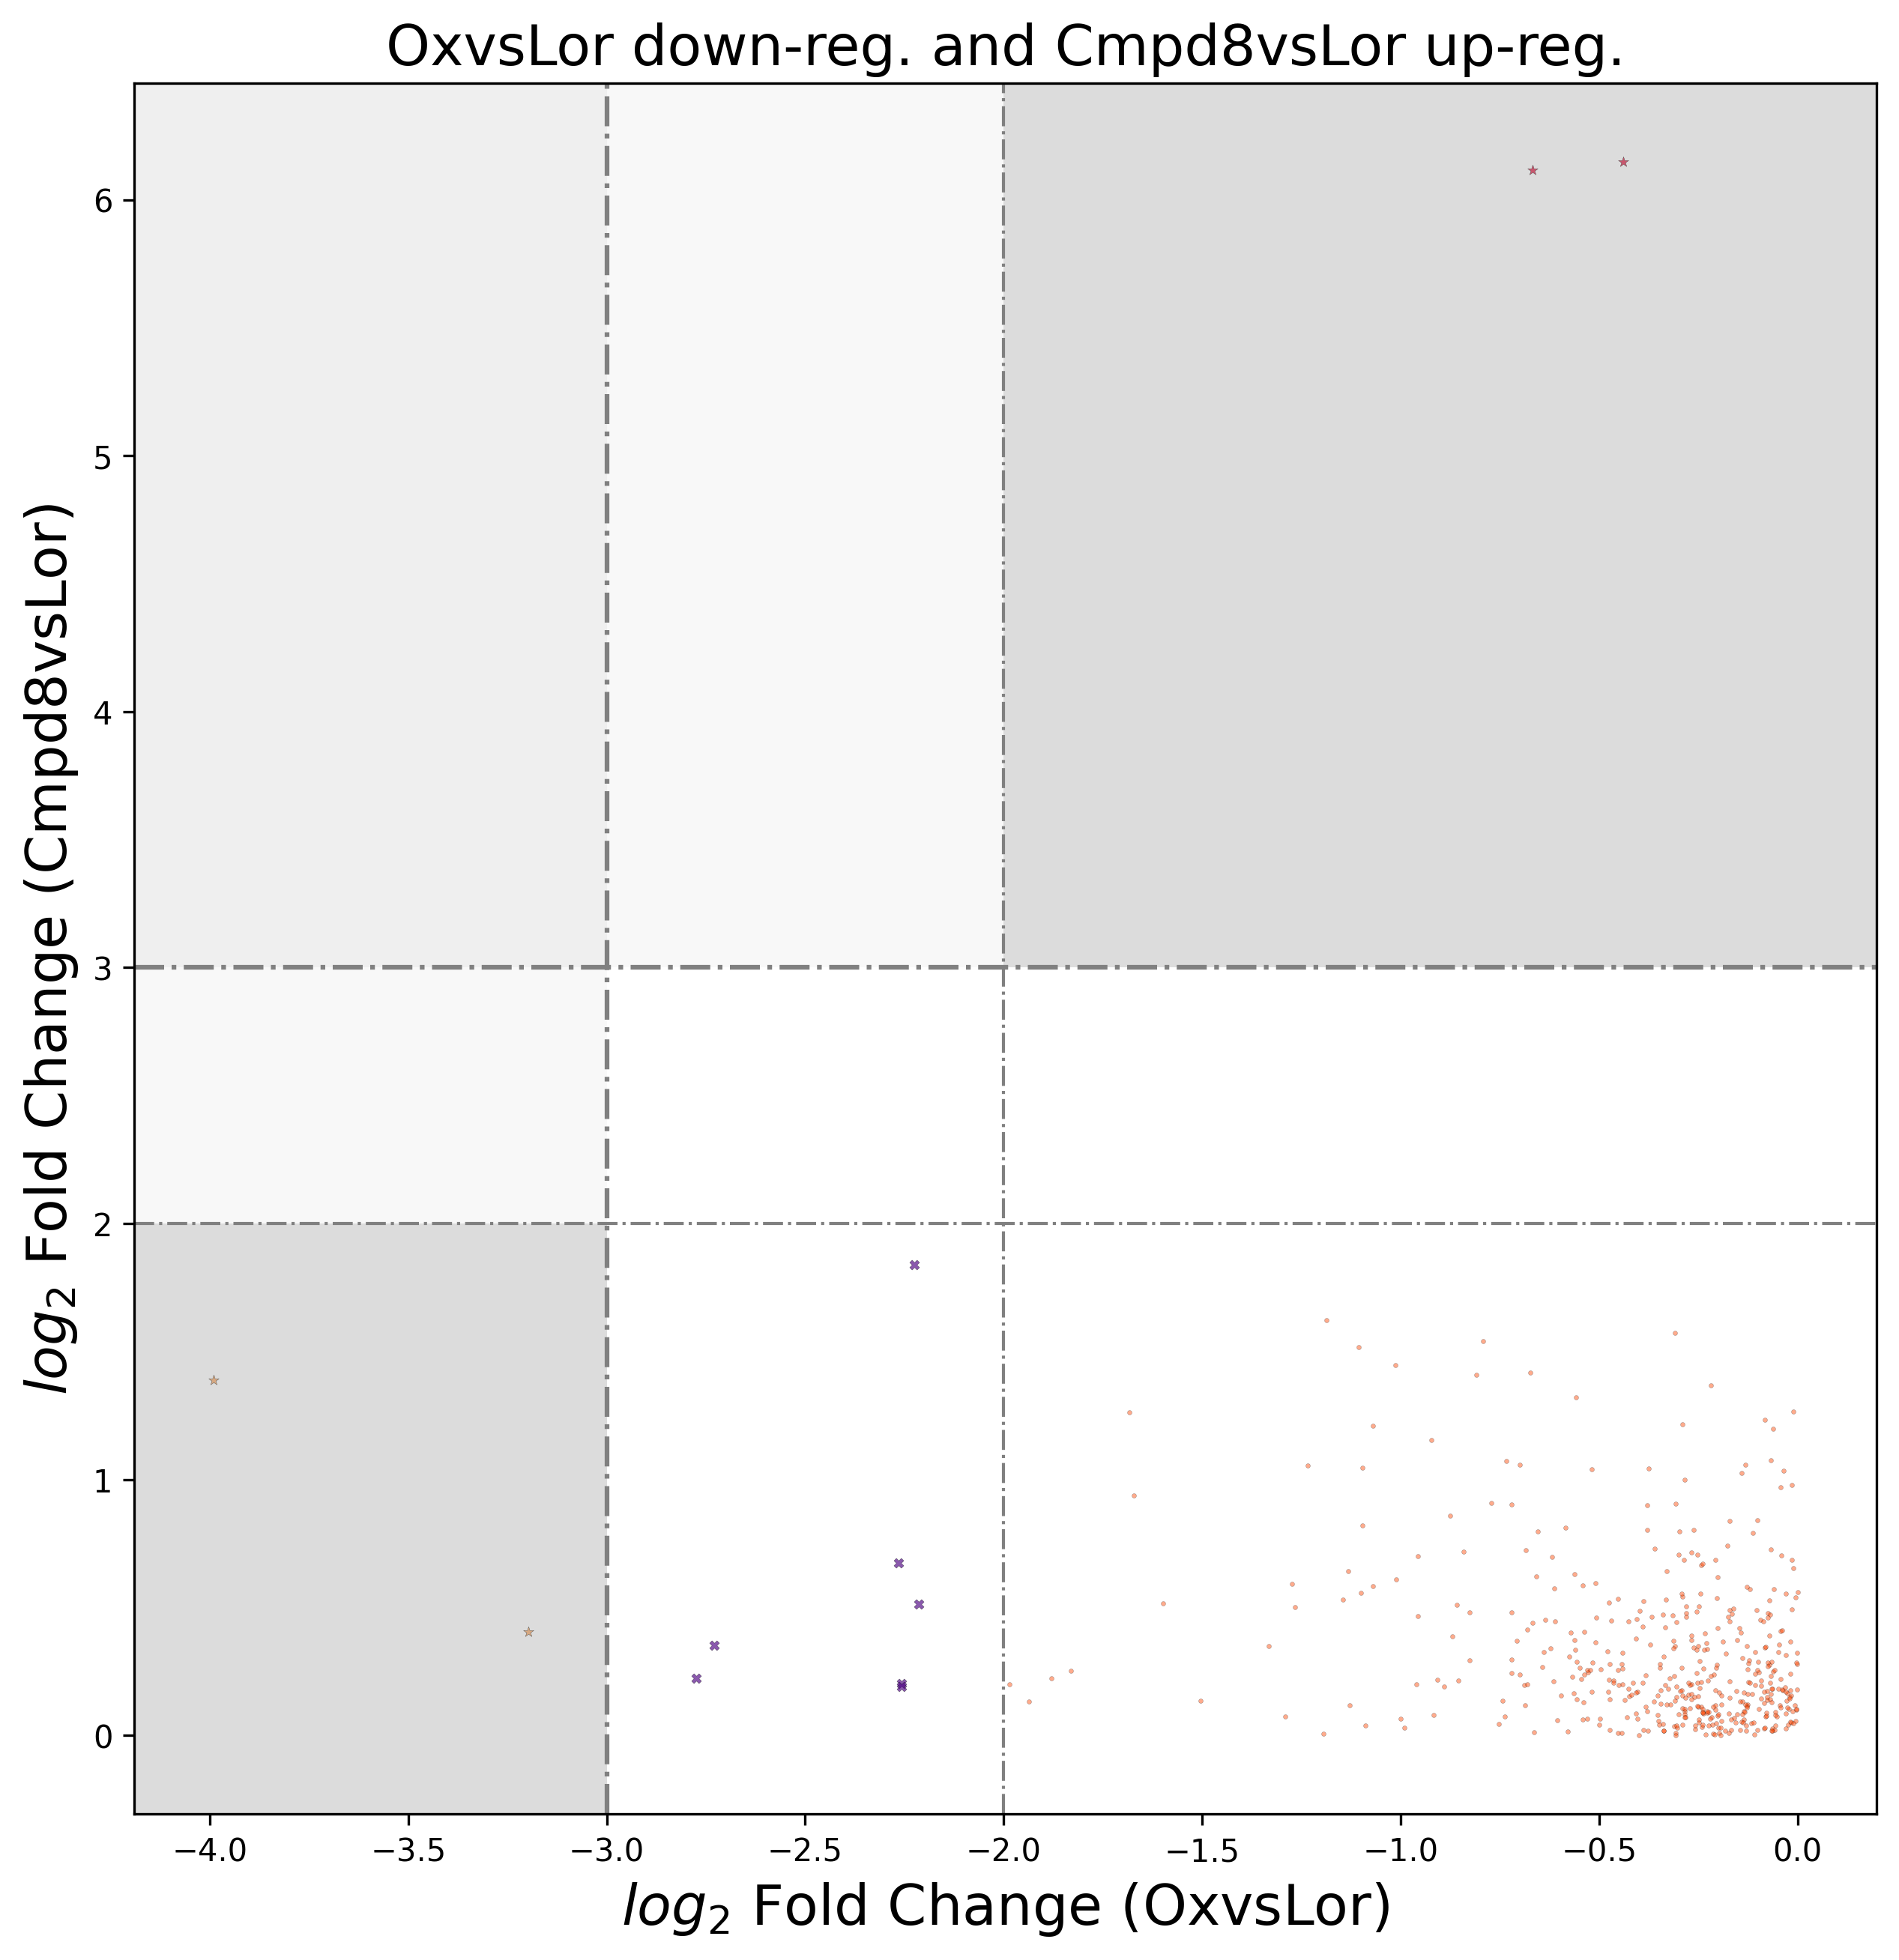 OxvsLor down-reg. and Cmpd8vsLor up-reg.
log₂ Fold Change (Cmpd8vsLor)
6
5
4
3
2
1
0
−4.0 −3.5 −3.0 −2.5 −2.0 −1.5 −1.0 −0.5 0.0
log₂ Fold Change (OxvsLor)